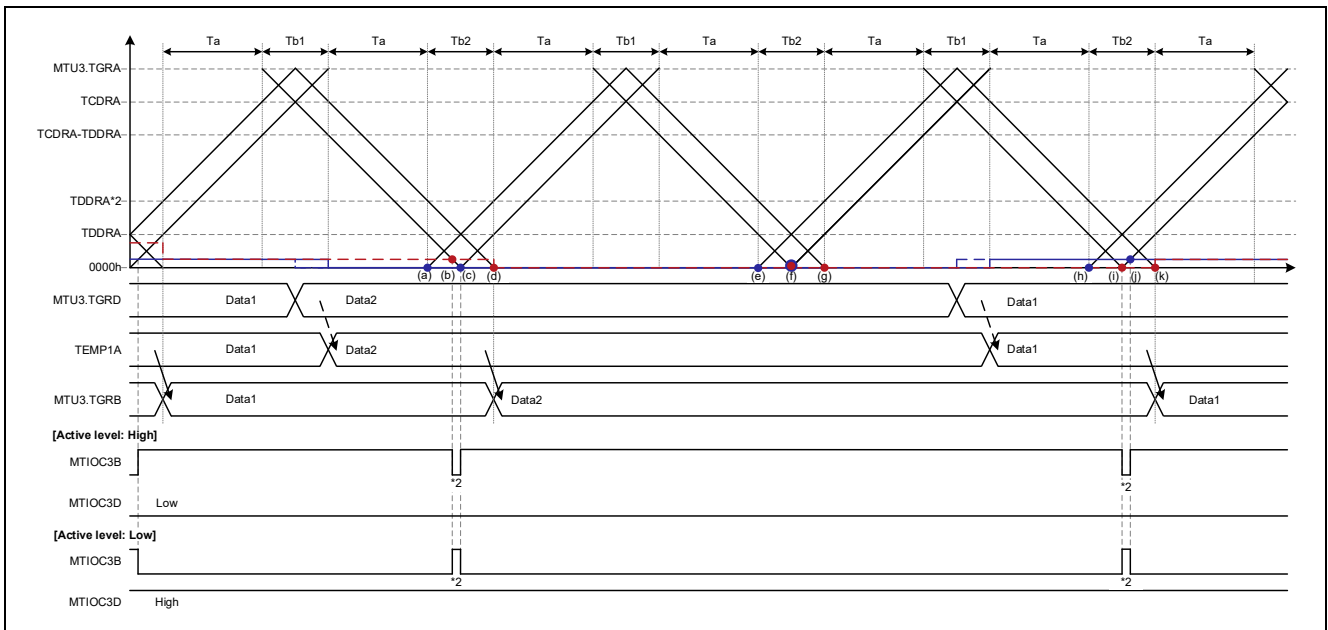 Ta Tb1 Ta Tb2 Ta Tb1 Ta Tb2 Ta Tb1 Ta Tb2 Ta
MTU3.TGRA
TCDRA
TCDRA-TDDRA
TDDRA*2
TDDRA
0000h
(a) (b) (c) (d) (e) (f) (g) (h) (i) (j) (k)
MTU3.TGRD Data1 Data2 Data1
TEMP1A Data1 Data2 Data1
MTU3.TGRB Data1 Data2 Data1
[Active level: High]
MTIOC3B
*2 *2
MTIOC3D Low
[Active level: Low]
MTIOC3B
*2 *2
MTIOC3D High